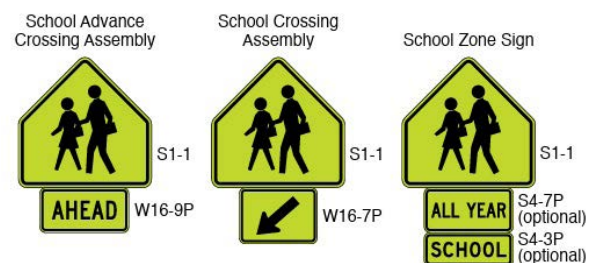 School Advance
Crossing Assembly
S1-1
AHEAD
W16-9P
School Crossing
Assembly
S1-1
W16-7P
School Zone Sign
S1-1
ALL YEAR
S4-7P
(optional)
SCHOOL
S4-3P
(optional)